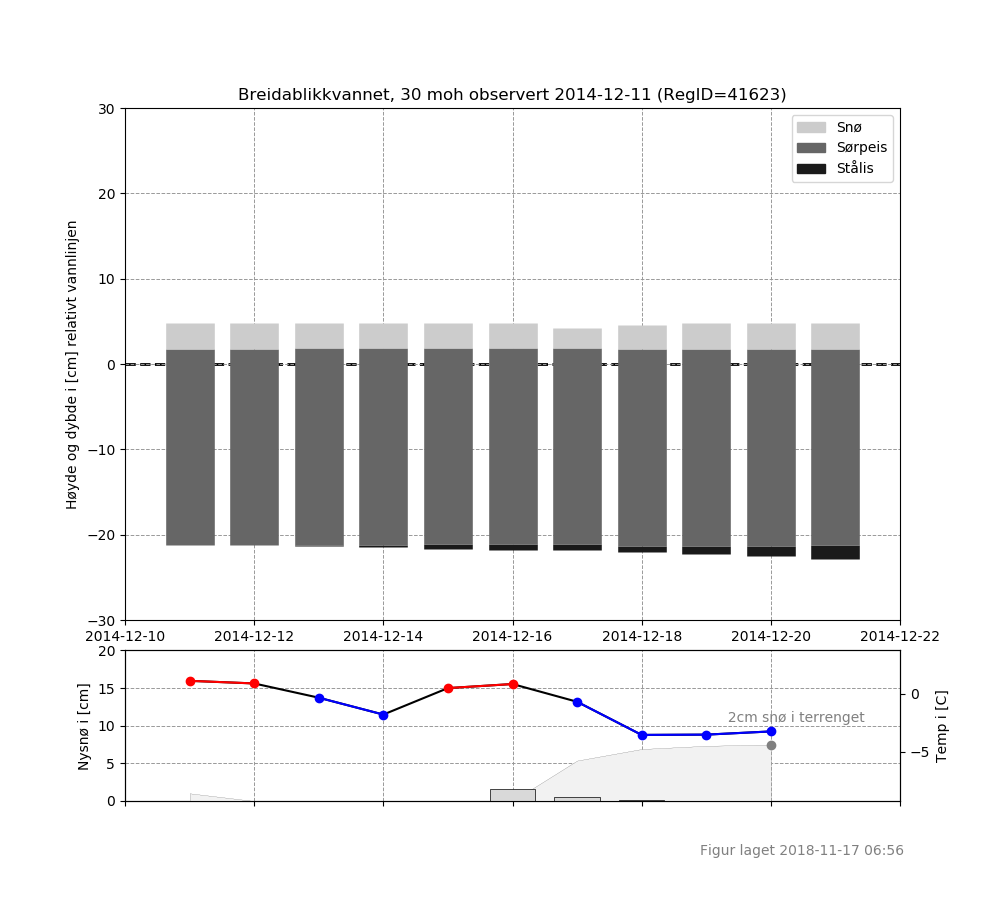 Breidablikkvannet, 30 moh observert 2014-12-11 (RegID=41623)
Høyde og dybde i [cm] relativt vannlinjen
30
20
10
0
−10
−20
−30
Snø
Sørpeis
Stålis
2014-12-10 2014-12-12 2014-12-14 2014-12-16 2014-12-18 2014-12-20 2014-12-22
Nysnø i [cm]
20
15
10
5
0
2cm snø i terrenget
0
−5
Temp i [C]
Figur laget 2018-11-17 06:56